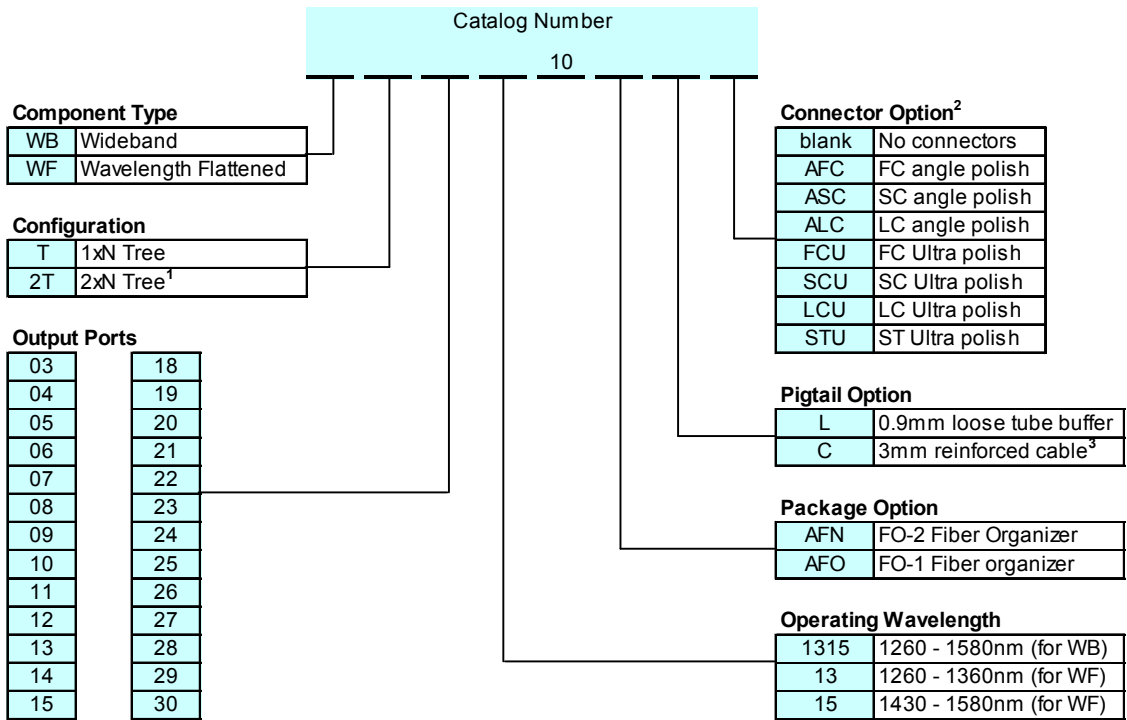 Catalog Number
10
Component Type
WB Wideband
WF Wavelength Flattened
Configuration
T 1xN Tree
2T 2xN Tree¹
Output Ports
03 18
04 19
05 20
06 21
07 22
08 23
09 24
10 25
11 26
12 27
13 28
14 29
15 30
Connector Option²
blank No connectors
AFC FC angle polish
ASC SC angle polish
ALC LC angle polish
FCU FC Ultra polish
SCU SC Ultra polish
LCU LC Ultra polish
STU ST Ultra polish
Pigtail Option
L 0.9mm loose tube buffer
C 3mm reinforced cable³
Package Option
AFN FO-2 Fiber Organizer
AFO FO-1 Fiber organizer
Operating Wavelength
1315 1260 - 1580nm (for WB)
13 1260 - 1360nm (for WF)
15 1430 - 1580nm (for WF)